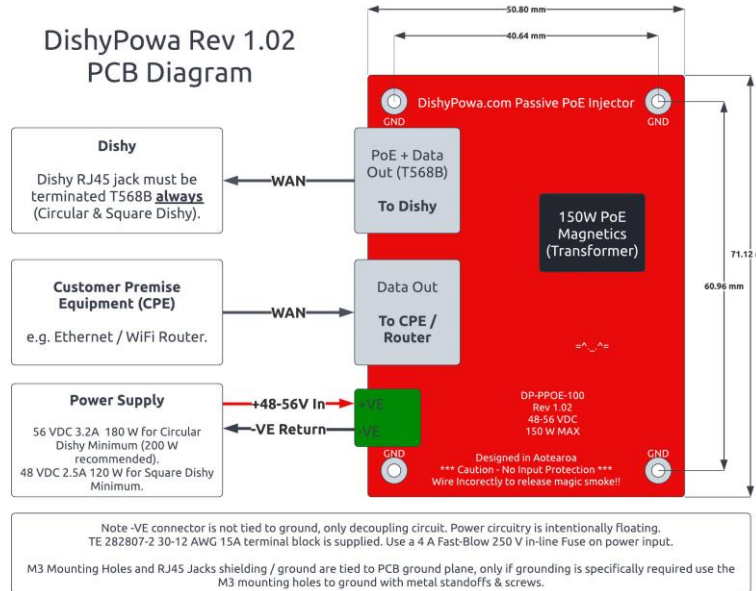 DishyPowa Rev 1.02
PCB Diagram
50.80 mm
40.64 mm
DishyPowa.com Passive PoE Injector
GND
GND
Dishy
Dishy RJ45 jack must be
terminated T568B always
(Circular & Square Dishy).
WAN
PoE + Data
Out (T568B)
To Dishy
150W PoE
Magnetics
(Transformer)
71.12
60.96 mm
Customer Premise
Equipment (CPE)
e.g. Ethernet / WiFi Router.
WAN
Data Out
To CPE /
Router
=^._.^=
Power Supply
56 VDC 3.2A 180 W for Circular
Dishy Minimum (200 W
recommended).
48 VDC 2.5A 120 W for Square Dishy
Minimum.
+48-56V In
-VE Return
+VE
-VE
DP-PPOE-100
Rev 1.02
48-56 VDC
150 W MAX
GND
GND
Designed in Aotearoa
*** Caution - No Input Protection ***
Wire Incorectly to release magic smoke!!
Note -VE connector is not tied to ground, only decoupling circuit. Power circuitry is intentionally floating.
TE 282807-2 30-12 AWG 15A terminal block is supplied. Use a 4 A Fast-Blow 250 V in-line Fuse on power input.
M3 Mounting Holes and RJ45 Jacks shielding / ground are tied to PCB ground plane, only if grounding is specifically required use the
M3 mounting holes to ground with metal standoffs & screws.